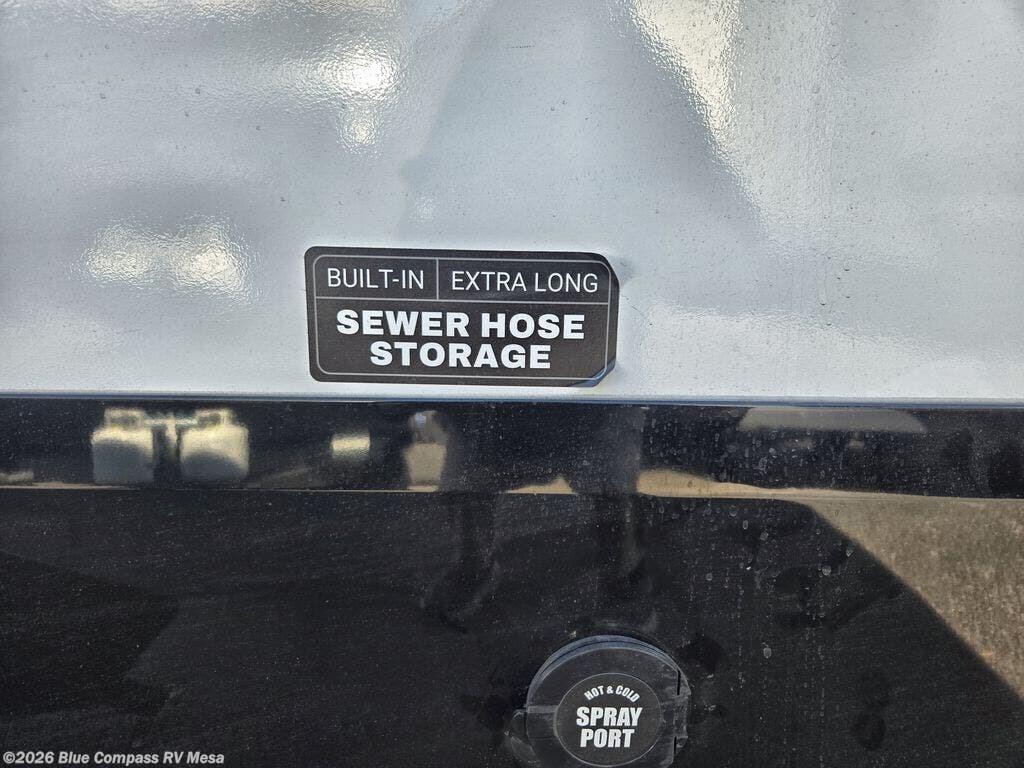 BUILT-IN EXTRA LONG
SEWER HOSE
STORAGE
HOT & COLD
SPRAY
PORT
©2026 Blue Compass RV Mesa